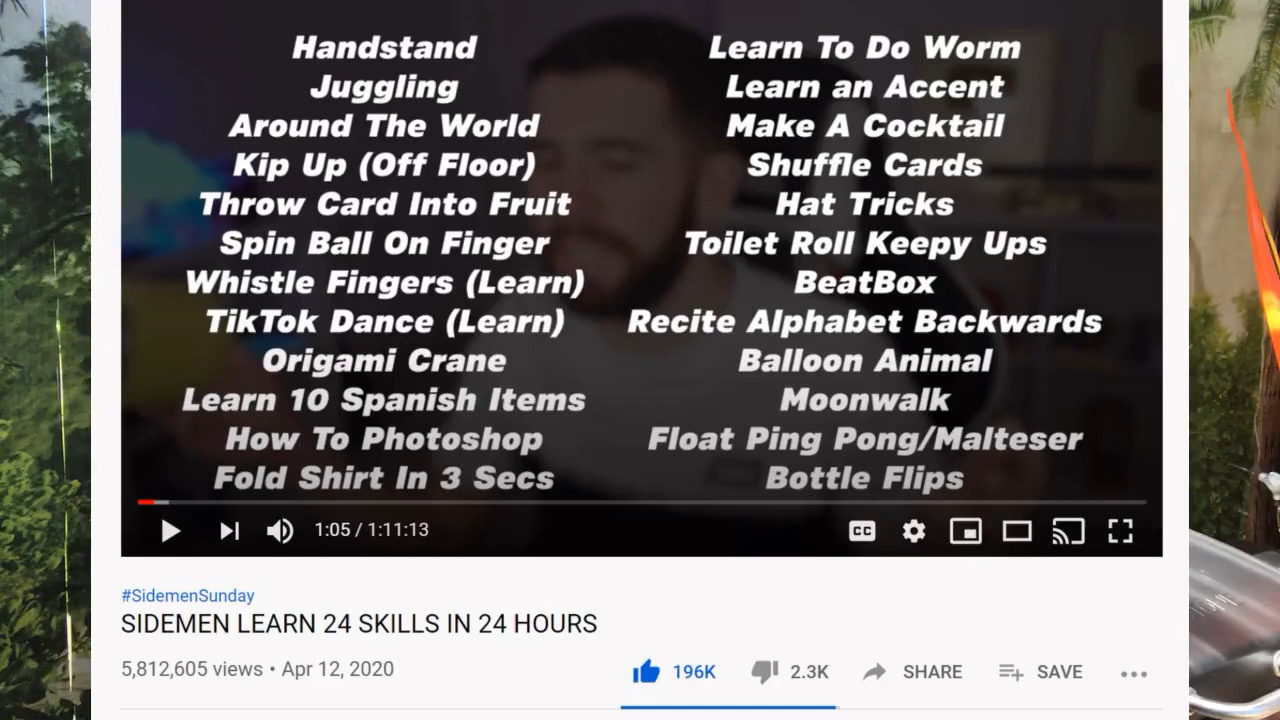 Handstand
Juggling
Around The World
Kip Up (Off Floor)
Throw Card Into Fruit
Spin Ball On Finger
Whistle Fingers (Learn)
TikTok Dance (Learn)
Origami Crane
Learn 10 Spanish Items
How To Photoshop
Fold Shirt In 3 Secs
Learn To Do Worm
Learn an Accent
Make A Cocktail
Shuffle Cards
Hat Tricks
Toilet Roll Keepy Ups
BeatBox
Recite Alphabet Backwards
Balloon Animal
Moonwalk
Float Ping Pong/Malteser
Bottle Flips
1:05 / 1:11:13
CC
#SidemenSunday
SIDEMEN LEARN 24 SKILLS IN 24 HOURS
5,812,605 views • Apr 12, 2020
196K
2.3K
SHARE
SAVE